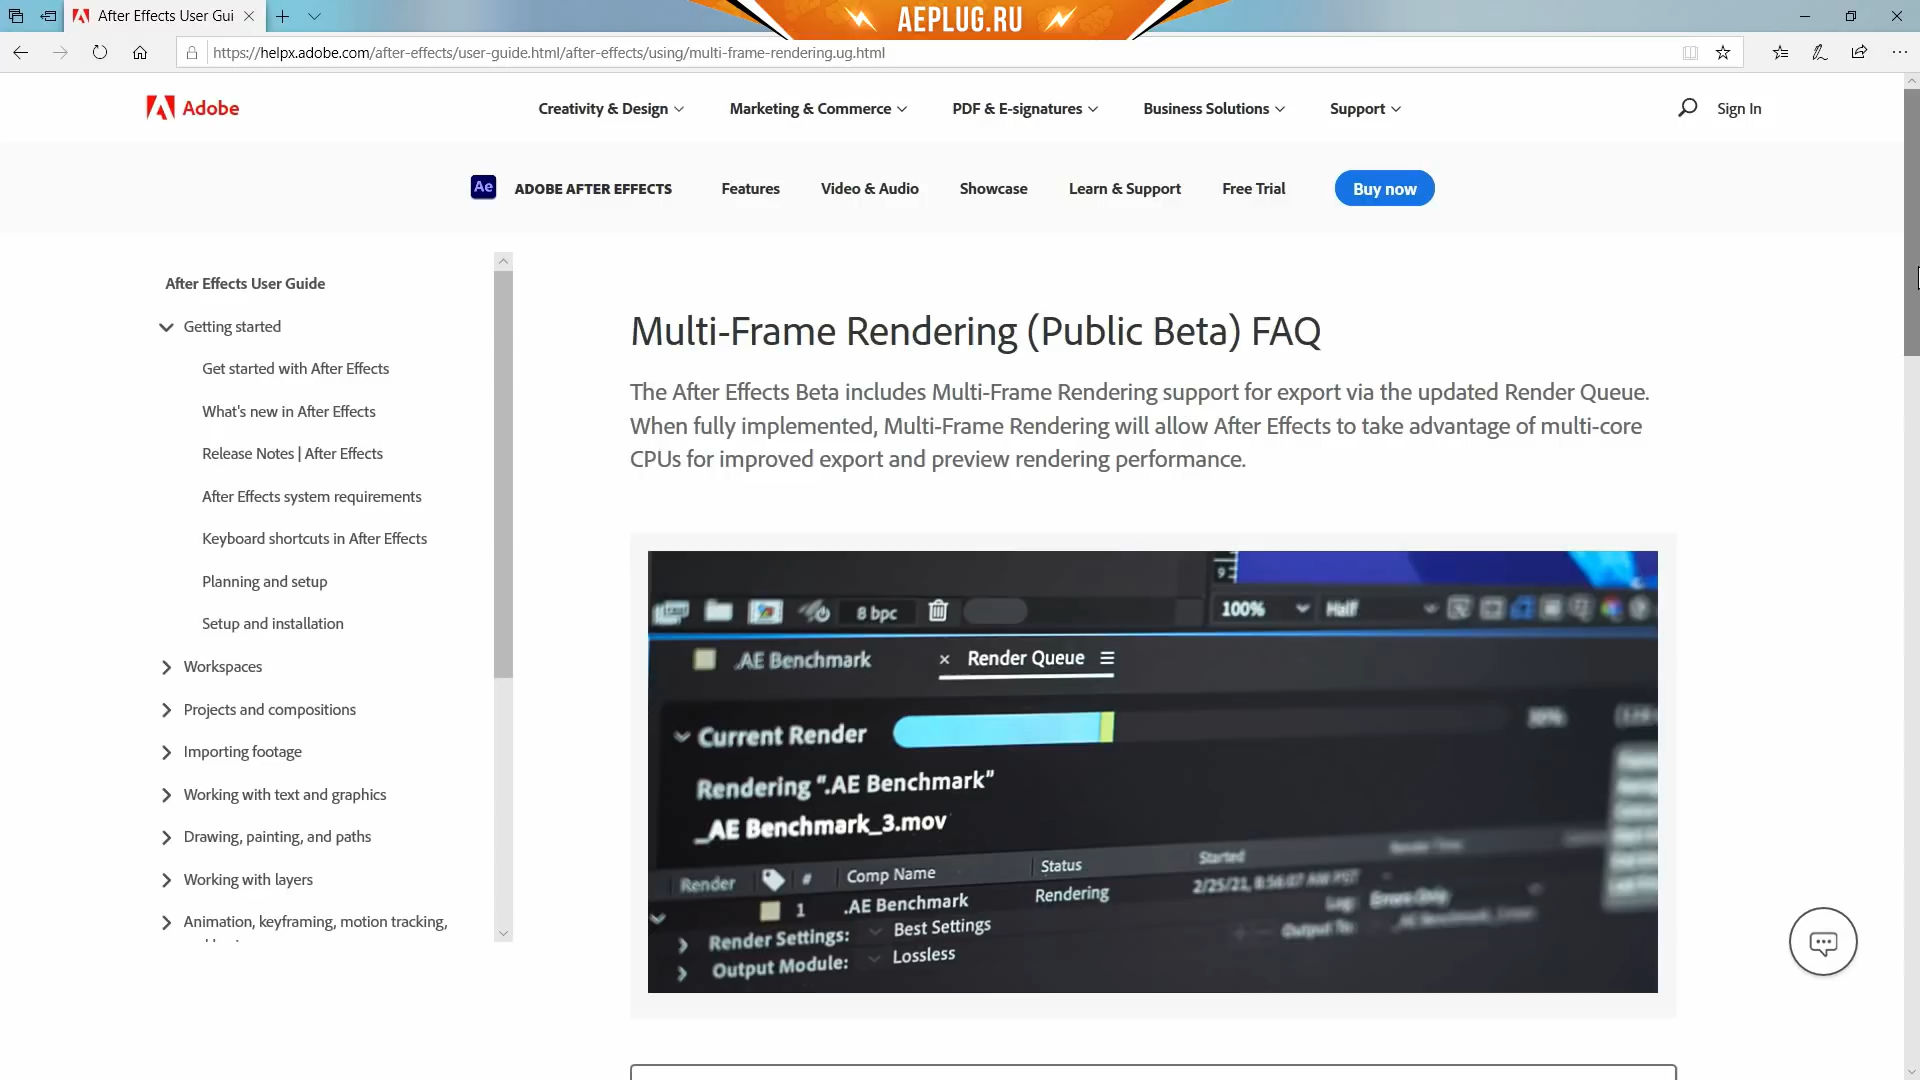 After Effects User Gui
AEPLUG.RU
https://helpx.adobe.com/after-effects/user-guide.html/after-effects/using/multi-frame-rendering.ug.html
Adobe
Creativity & Design
Marketing & Commerce
PDF & E-signatures
Business Solutions
Support
Sign In
Ae
ADOBE AFTER EFFECTS
Features
Video & Audio
Showcase
Learn & Support
Free Trial
Buy now
After Effects User Guide
Getting started
Get started with After Effects
What's new in After Effects
Release Notes | After Effects
After Effects system requirements
Keyboard shortcuts in After Effects
Planning and setup
Setup and installation
Workspaces
Projects and compositions
Importing footage
Working with text and graphics
Drawing, painting, and paths
Working with layers
Animation, keyframing, motion tracking,
Multi-Frame Rendering (Public Beta) FAQ
The After Effects Beta includes Multi-Frame Rendering support for export via the updated Render Queue.
When fully implemented, Multi-Frame Rendering will allow After Effects to take advantage of multi-core
CPUs for improved export and preview rendering performance.
8 bpc
100%
Half
.AE Benchmark
Render Queue
Current Render
Rendering ".AE Benchmark"
_AE Benchmark_3.mov
Render
#
Comp Name
Status
Started
1
.AE Benchmark
Rendering
Render Settings:
Best Settings
Log:
Errors Only
Output Module:
Lossless
Output To: